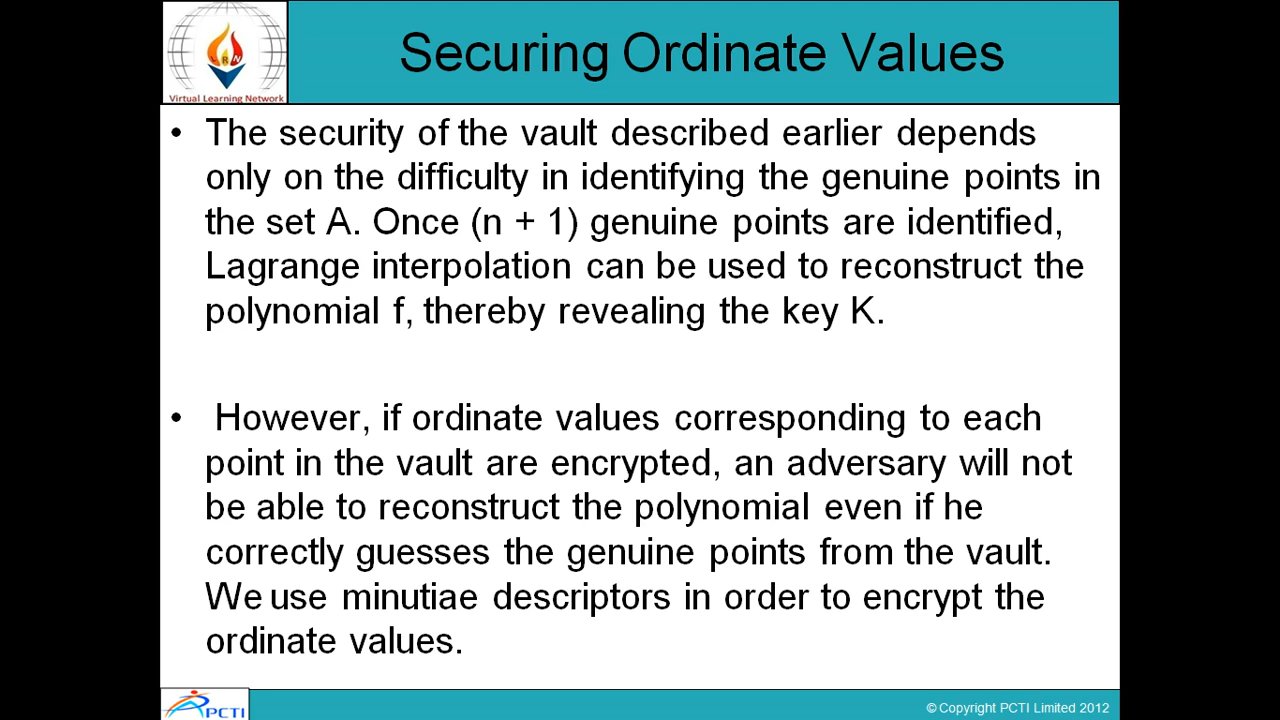 Virtual Learning Network
Securing Ordinate Values
• The security of the vault described earlier depends
only on the difficulty in identifying the genuine points in
the set A. Once (n + 1) genuine points are identified,
Lagrange interpolation can be used to reconstruct the
polynomial f, thereby revealing the key K.
• However, if ordinate values corresponding to each
point in the vault are encrypted, an adversary will not
be able to reconstruct the polynomial even if he
correctly guesses the genuine points from the vault.
We use minutiae descriptors in order to encrypt the
ordinate values.
PCTI
© Copyright PCTI Limited 2012